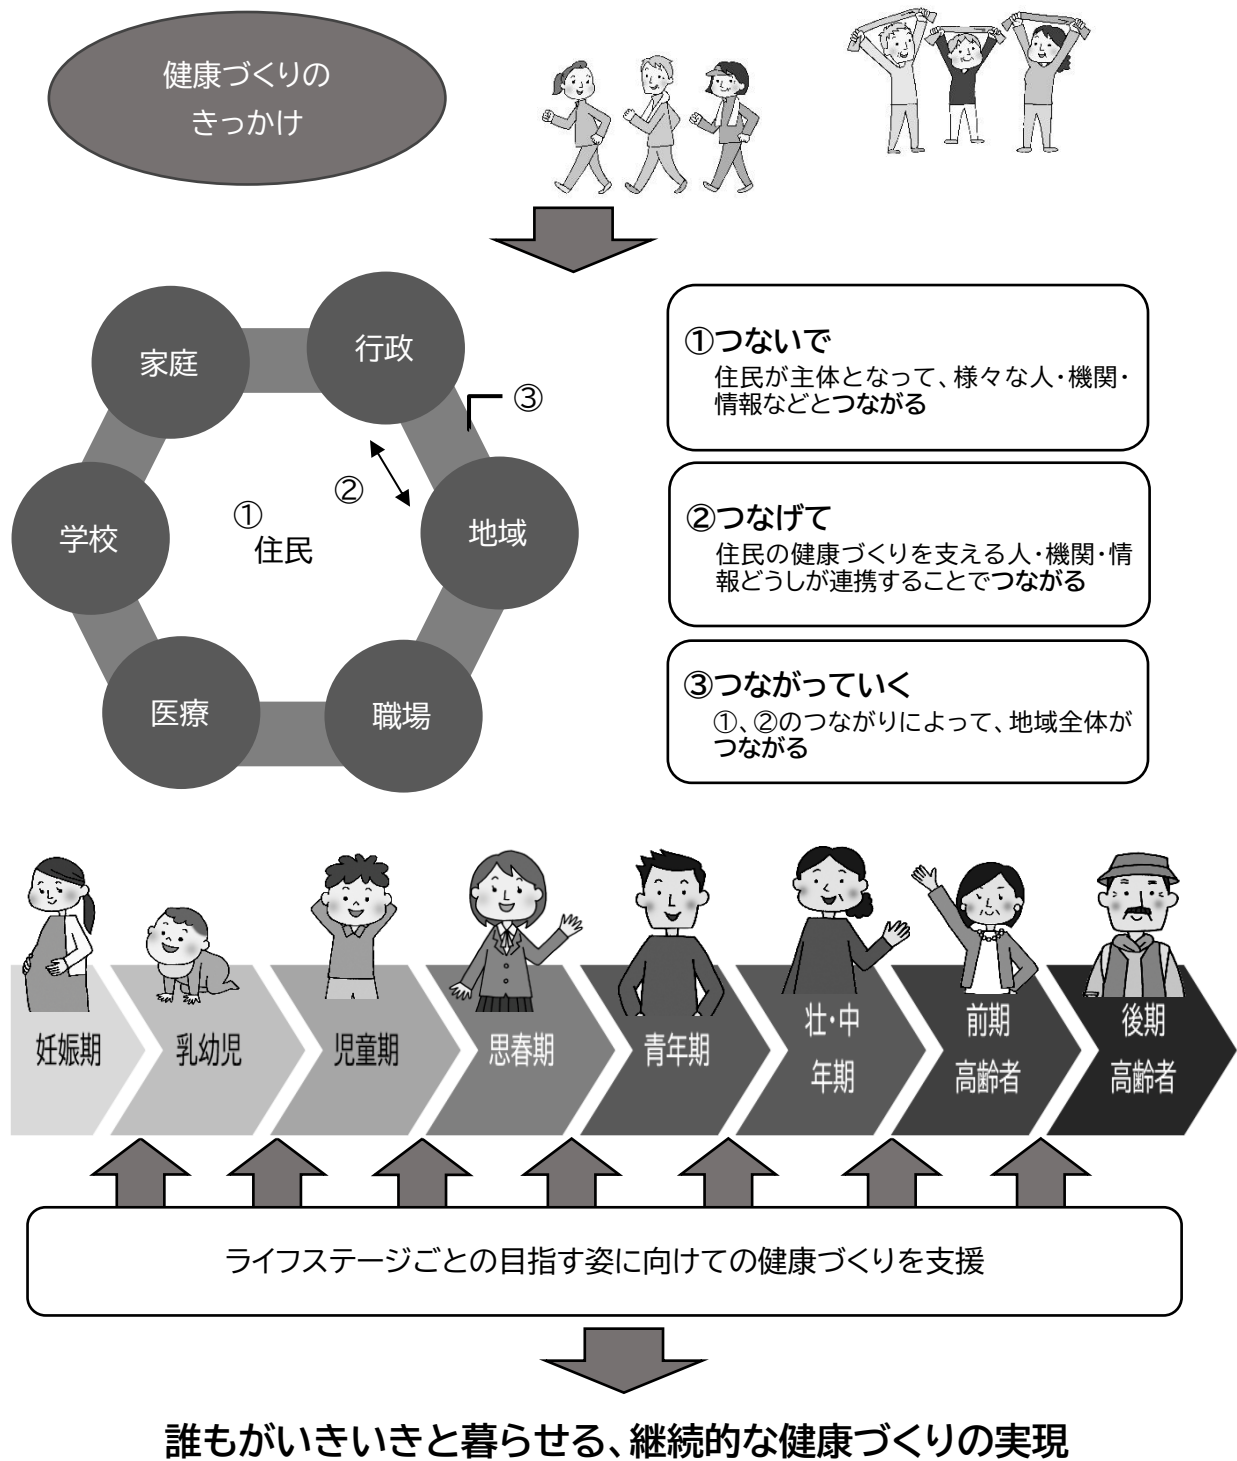 健康づくりの
きっかけ
家庭
行政
③
②
①
住民
学校
地域
医療
職場
①つないで
住民が主体となって、様々な人・機関・
情報などとつながる
②つなげて
住民の健康づくりを支える人・機関・情
報どうしが連携することでつながる
③つながっていく
①、②のつながりによって、地域全体が
つながる
妊娠期
乳幼児
児童期
思春期
青年期
壮・中
年期
前期
高齢者
後期
高齢者
ライフステージごとの目指す姿に向けての健康づくりを支援
誰もがいきいきと暮らせる、継続的な健康づくりの実現